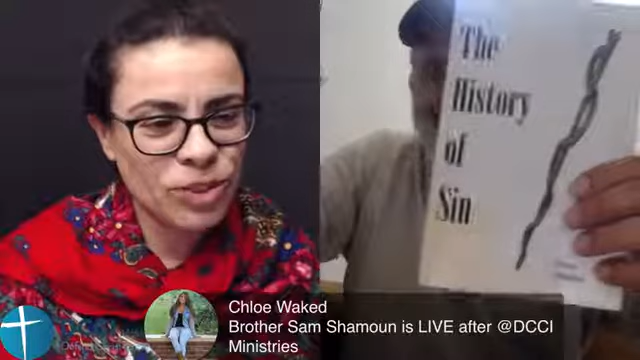 The
History
of
Sin
Chloe Waked
Brother Sam Shamoun is LIVE after @DCCI
Ministries